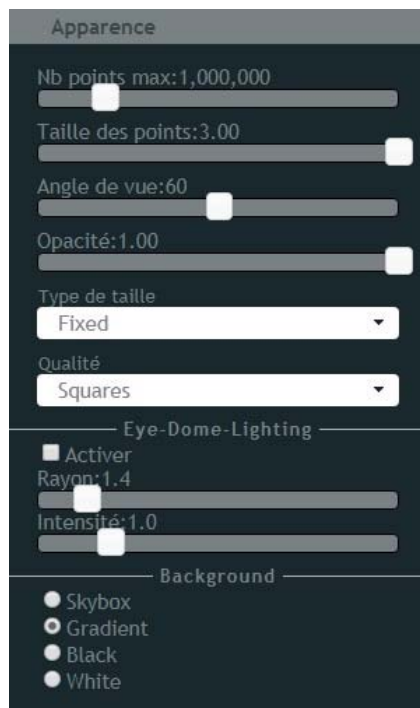 Apparence
Nb points max:1,000,000
Taille des points:3.00
Angle de vue:60
Opacité:1.00
Type de taille
Fixed
Qualité
Squares
Eye-Dome-Lighting
Activer
Rayon:1.4
Intensité:1.0
Background
Skybox
Gradient
Black
White